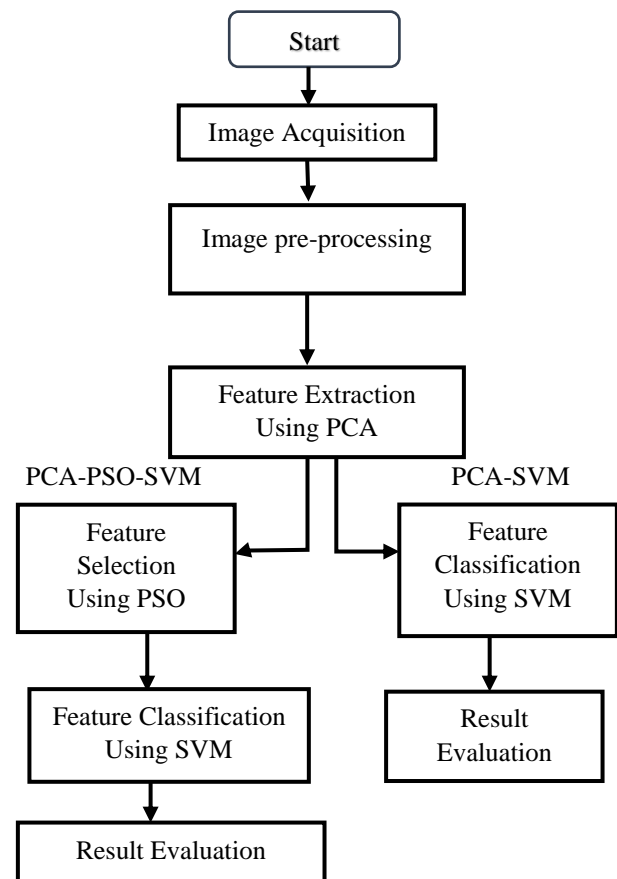 Start
Image Acquisition
Image pre-processing
Feature Extraction
Using PCA
PCA-PSO-SVM
PCA-SVM
Feature
Selection
Using PSO
Feature
Classification
Using SVM
Feature Classification
Using SVM
Result
Evaluation
Result Evaluation